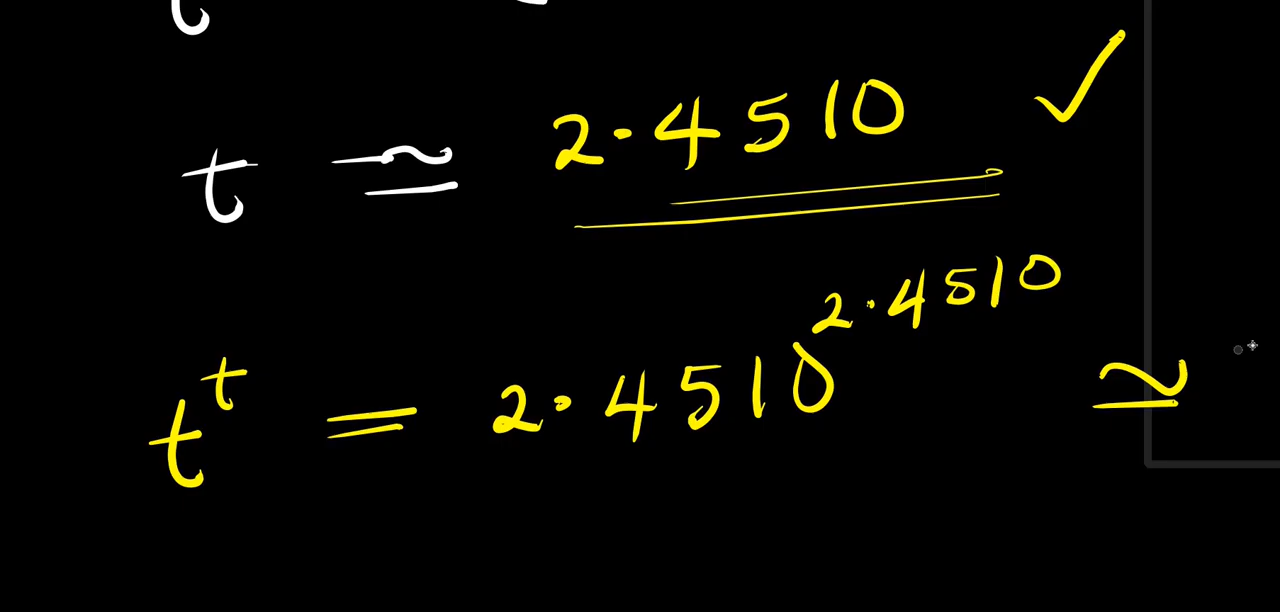 t ≃ 2.4510 ✓
t^t = 2.4510^2.4510 ≃